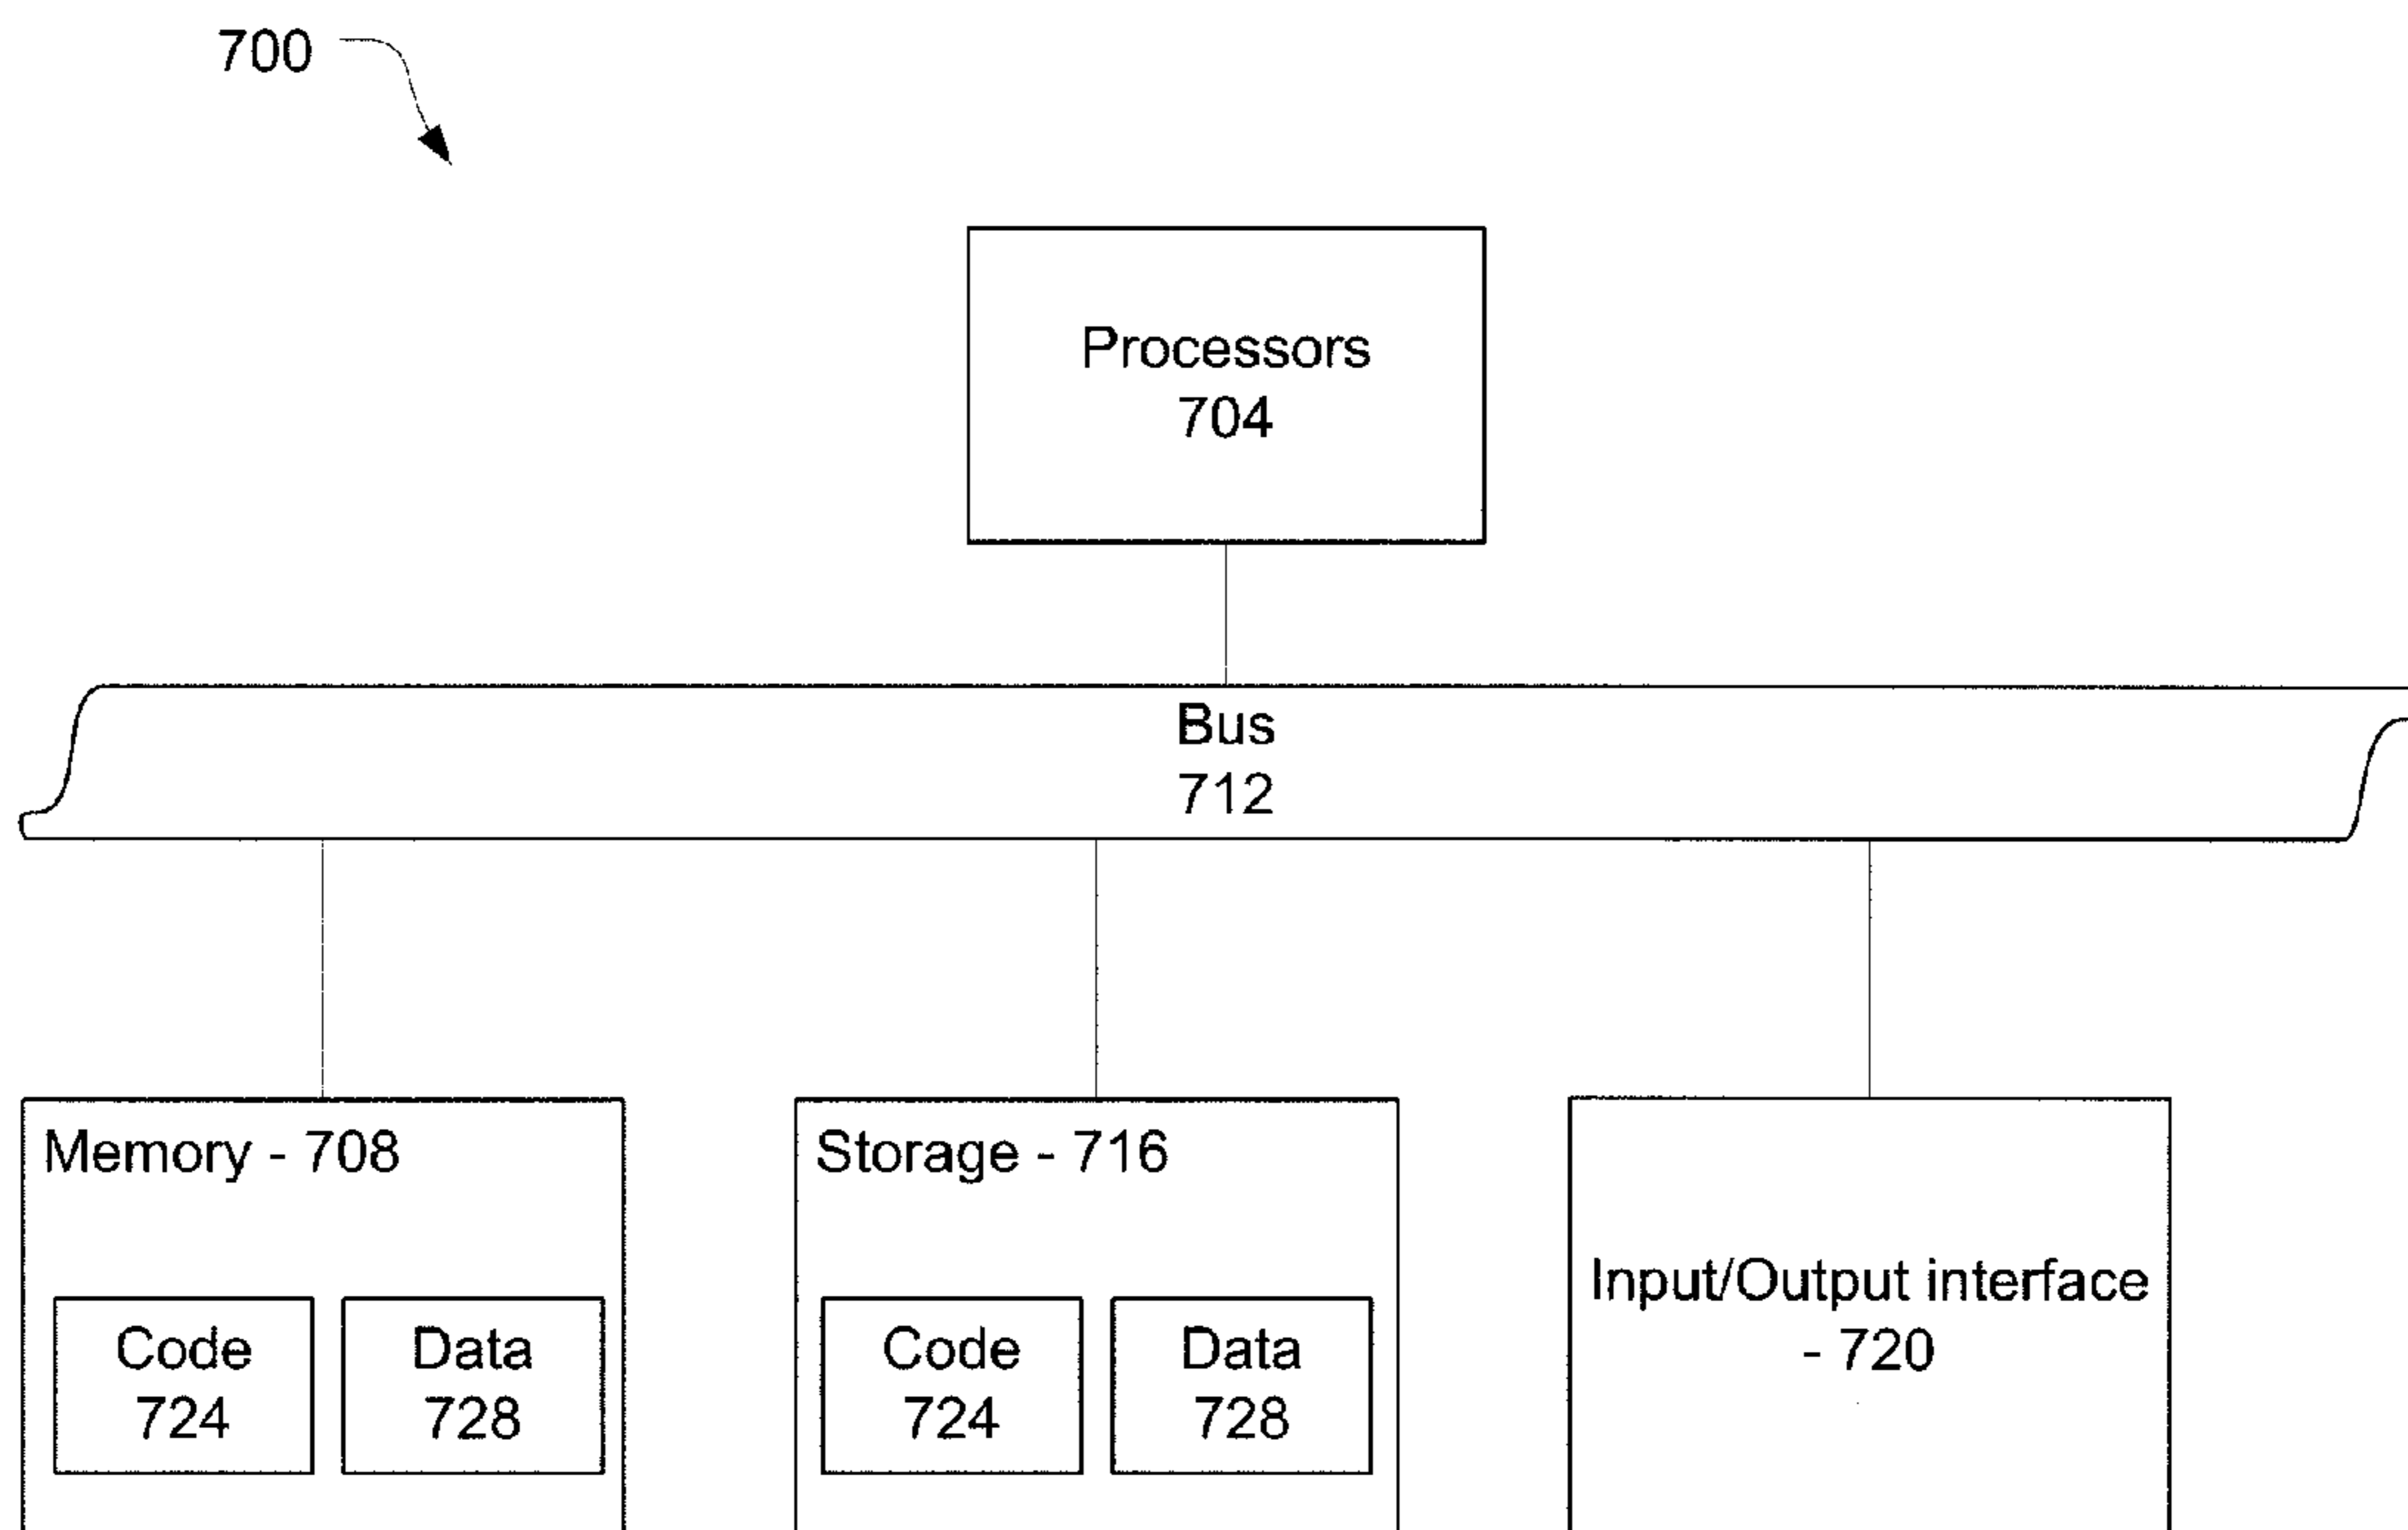 700
Processors
704
Bus
712
Memory - 708
Code
724
Data
728
Storage - 716
Code
724
Data
728
Input/Output interface
- 720